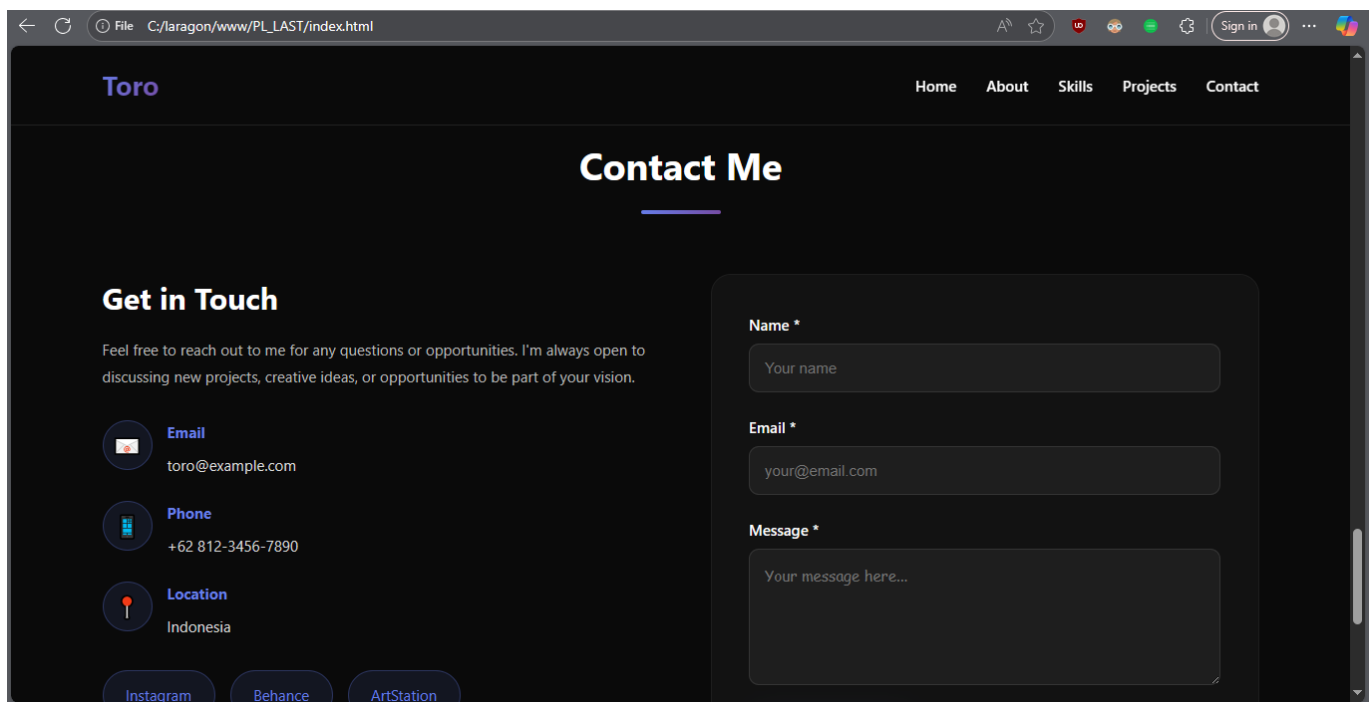 File C:/laragon/www/PL_LAST/index.html
Sign in
Toro
Home About Skills Projects Contact
Contact Me
Get in Touch
Feel free to reach out to me for any questions or opportunities. I'm always open to
discussing new projects, creative ideas, or opportunities to be part of your vision.
Email
toro@example.com
Phone
+62 812-3456-7890
Location
Indonesia
Instagram Behance ArtStation
Name *
Your name
Email *
your@email.com
Message *
Your message here...